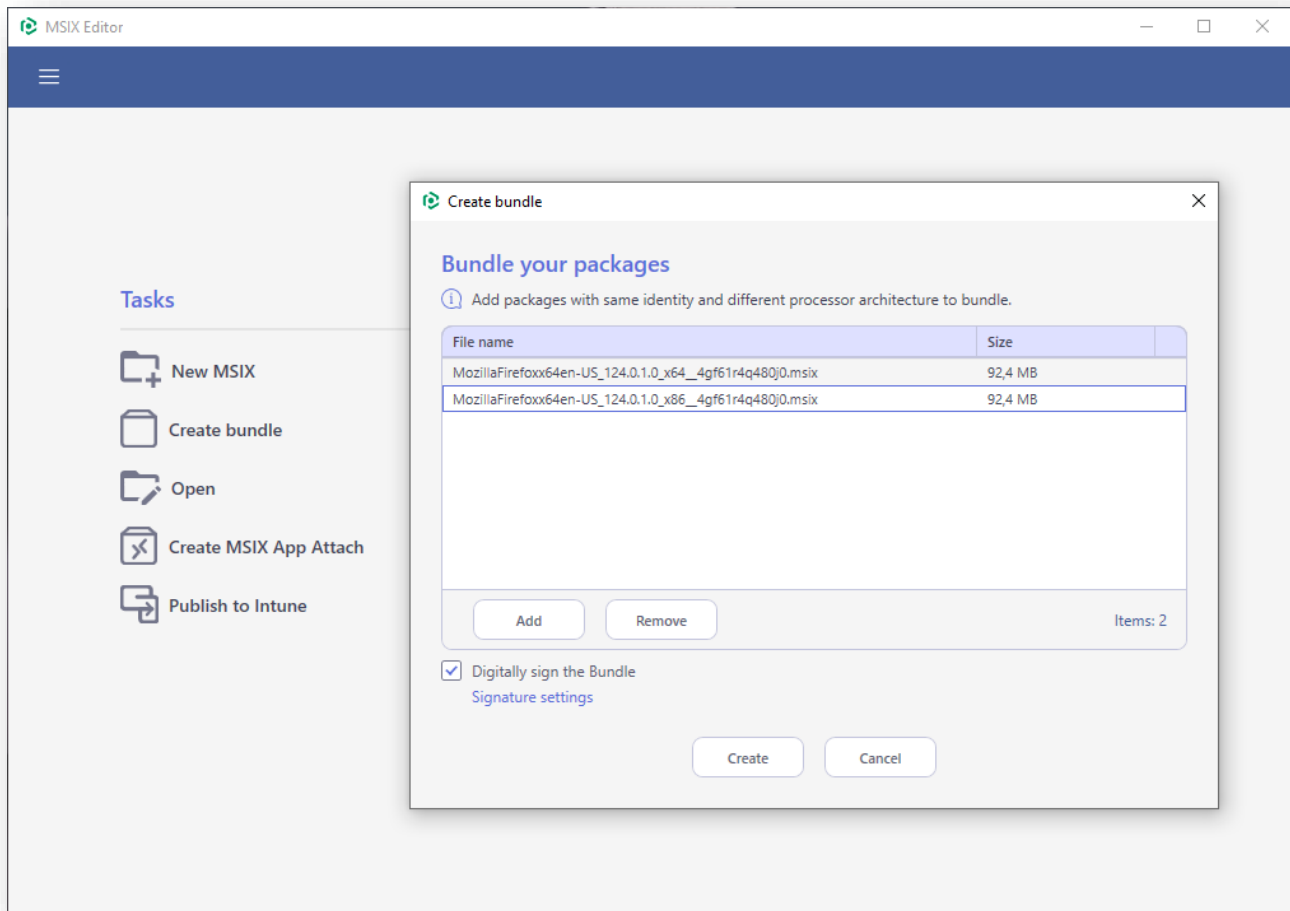 MSIX Editor
Tasks
New MSIX
Create bundle
Open
Create MSIX App Attach
Publish to Intune
Create bundle
Bundle your packages
Add packages with same identity and different processor architecture to bundle.
File name Size
MozillaFirefoxx64en-US_124.0.1.0_x64__4gf61r4q480j0.msix 92,4 MB
MozillaFirefoxx64en-US_124.0.1.0_x86__4gf61r4q480j0.msix 92,4 MB
Add Remove Items: 2
Digitally sign the Bundle
Signature settings
Create Cancel